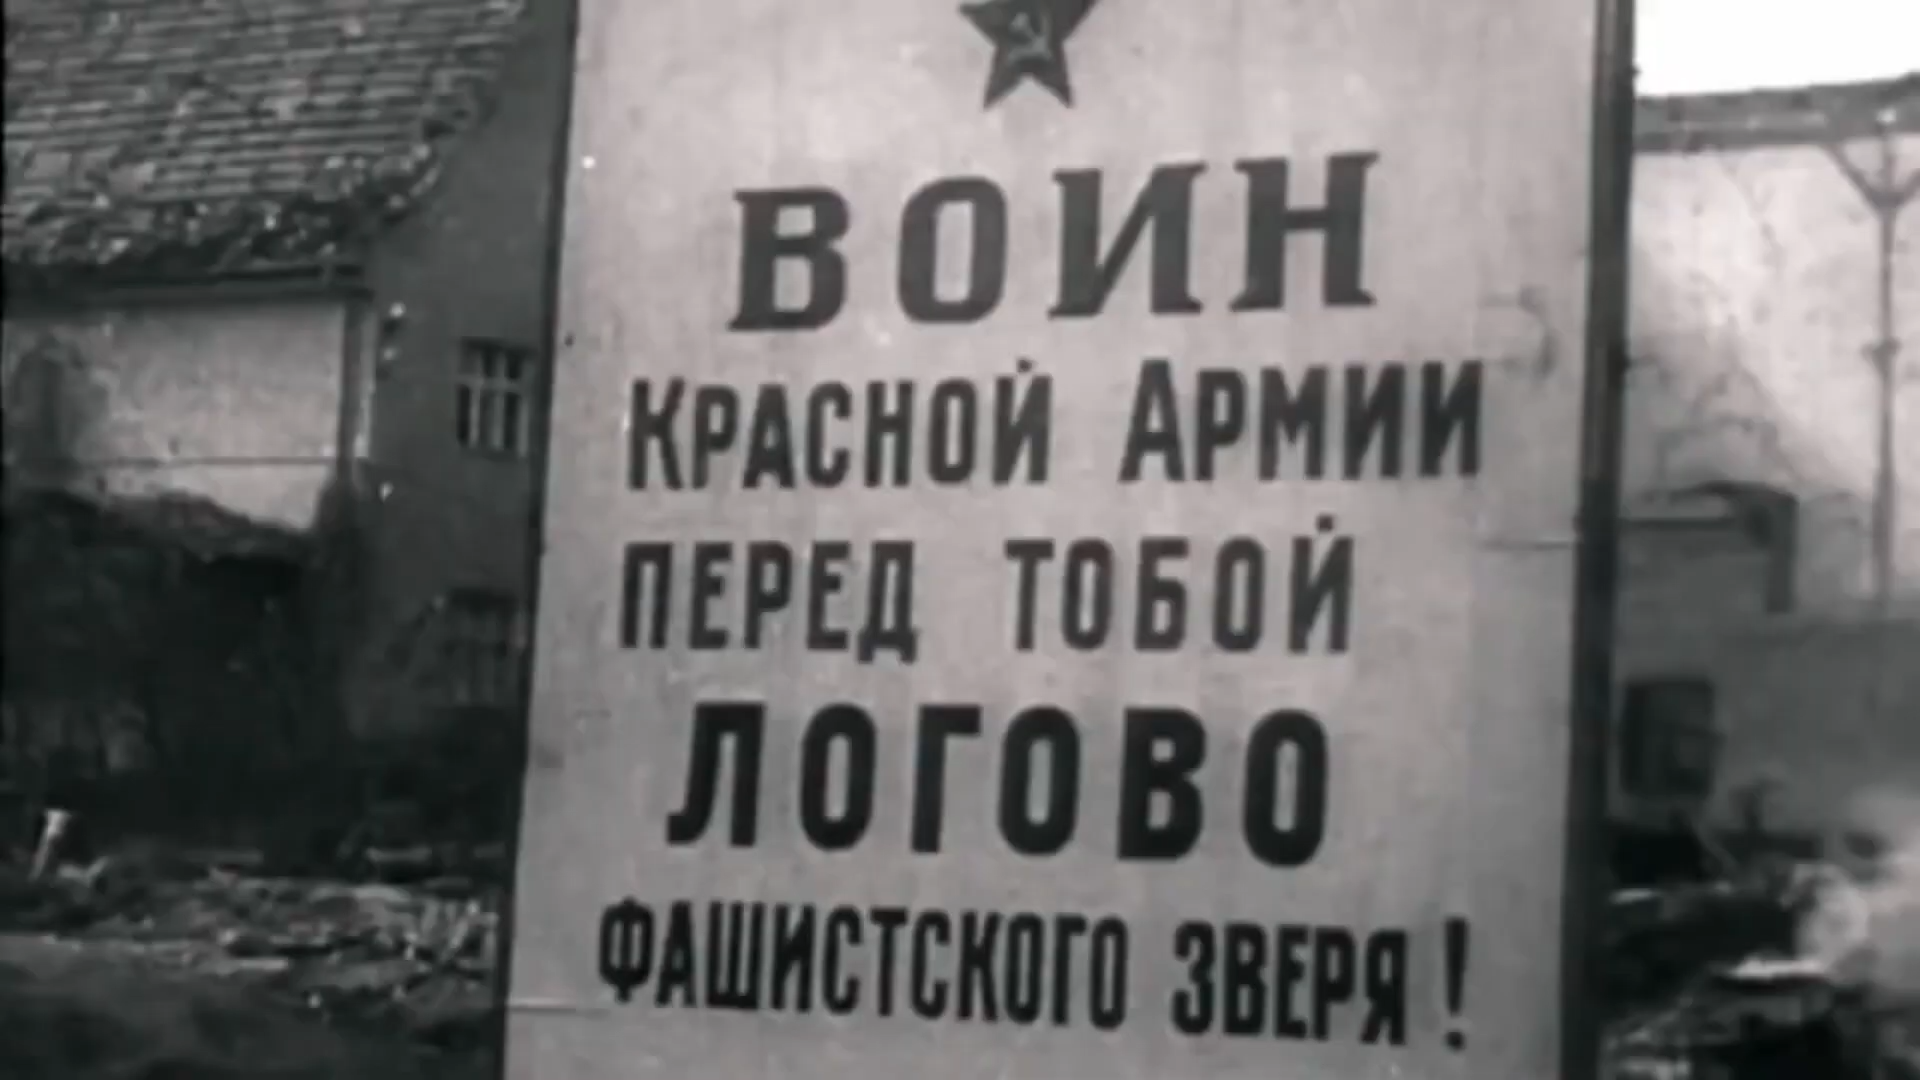 ВОИН
КРАСНОЙ АРМИИ
ПЕРЕД ТОБОЙ
ЛОГОВО
ФАШИСТСКОГО ЗВЕРЯ!